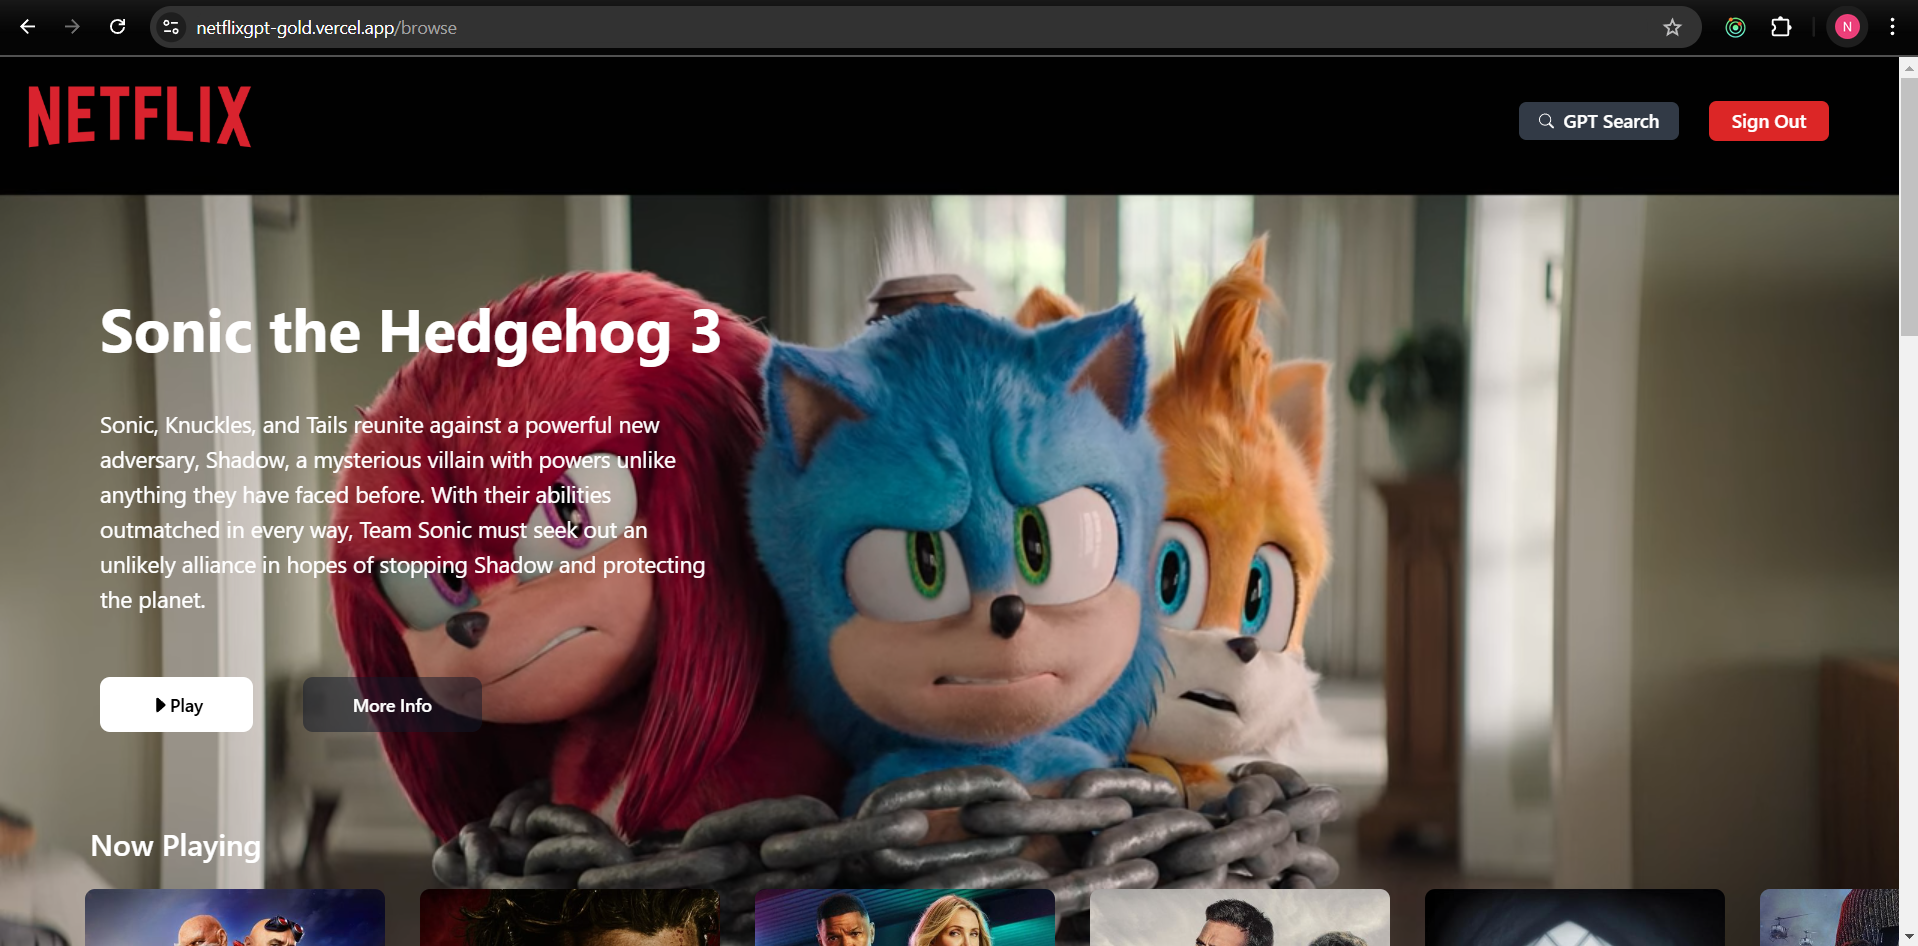 netflixgpt-gold.vercel.app/browse
N
NETFLIX
GPT Search
Sign Out
Sonic the Hedgehog 3
Sonic, Knuckles, and Tails reunite against a powerful new
adversary, Shadow, a mysterious villain with powers unlike
anything they have faced before. With their abilities
outmatched in every way, Team Sonic must seek out an
unlikely alliance in hopes of stopping Shadow and protecting
the planet.
Play
More Info
Now Playing